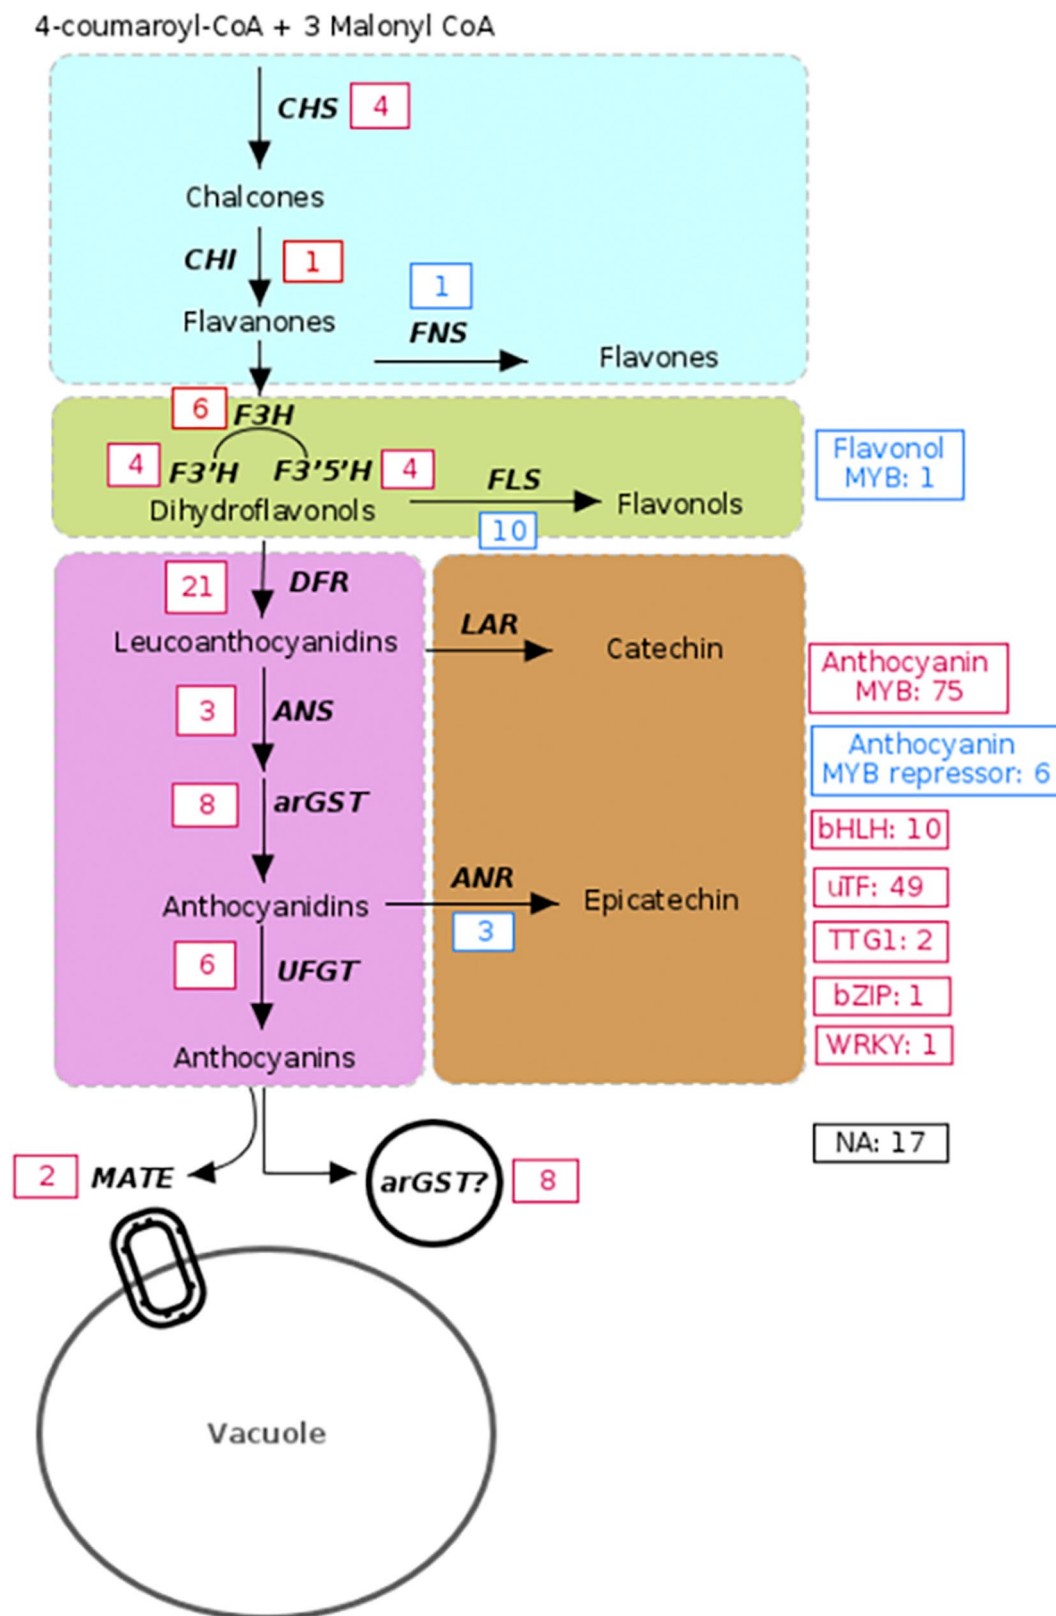 4-coumaroyl-CoA + 3 Malonyl CoA
CHS 4
Chalcones
CHI 1
1
FNS
Flavanones
Flavones
6 F3H
4 F3'H F3'5'H 4
FLS
Dihydroflavonols
Flavonols
10
Flavonol
MYB: 1
21 DFR
Leucoanthocyanidins
LAR
Catechin
3 ANS
8 arGST
Anthocyanidins
ANR
3
Epicatechin
6 UFGT
Anthocyanins
Anthocyanin
MYB: 75
Anthocyanin
MYB repressor: 6
bHLH: 10
uTF: 49
TTG1: 2
bZIP: 1
WRKY: 1
NA: 17
2 MATE
arGST? 8
Vacuole